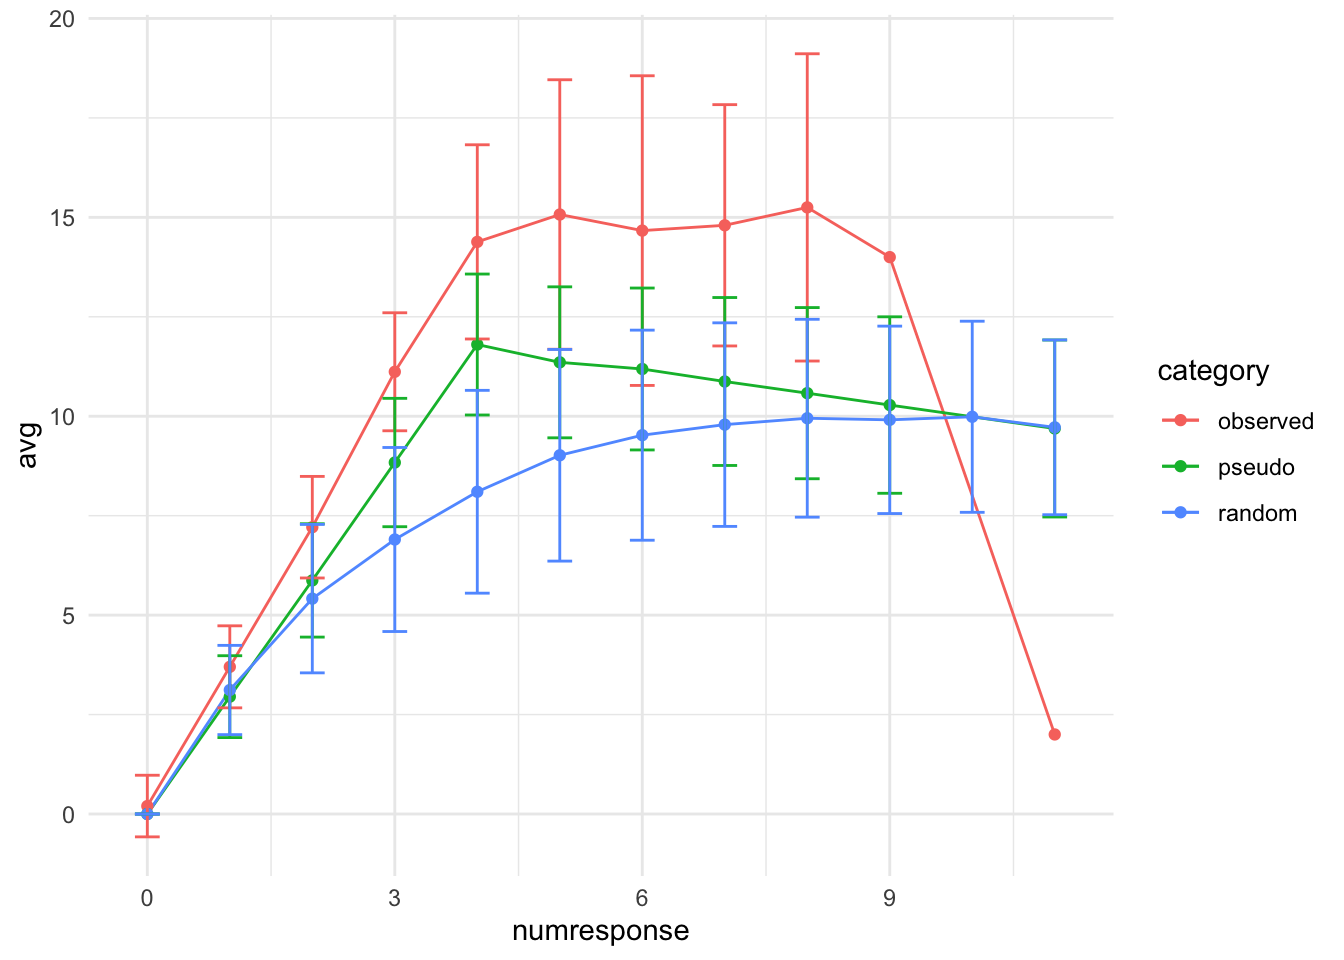 20
15
10
5
0
avg
0 3 6 9
numresponse
category
observed
pseudo
random